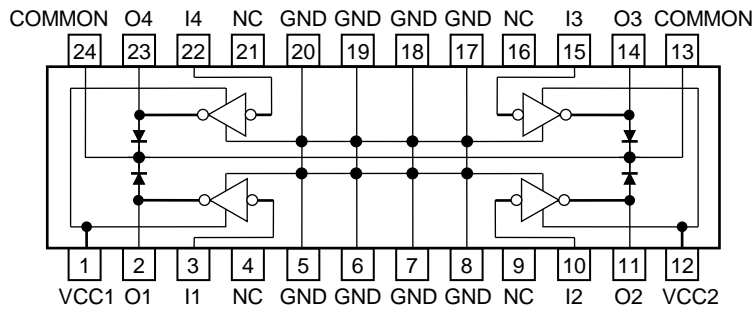 COMMON O4 I4 NC GND GND GND GND NC I3 O3 COMMON
24 23 22 21 20 19 18 17 16 15 14 13
1 2 3 4 5 6 7 8 9 10 11 12
VCC1 O1 I1 NC GND GND GND GND NC I2 O2 VCC2